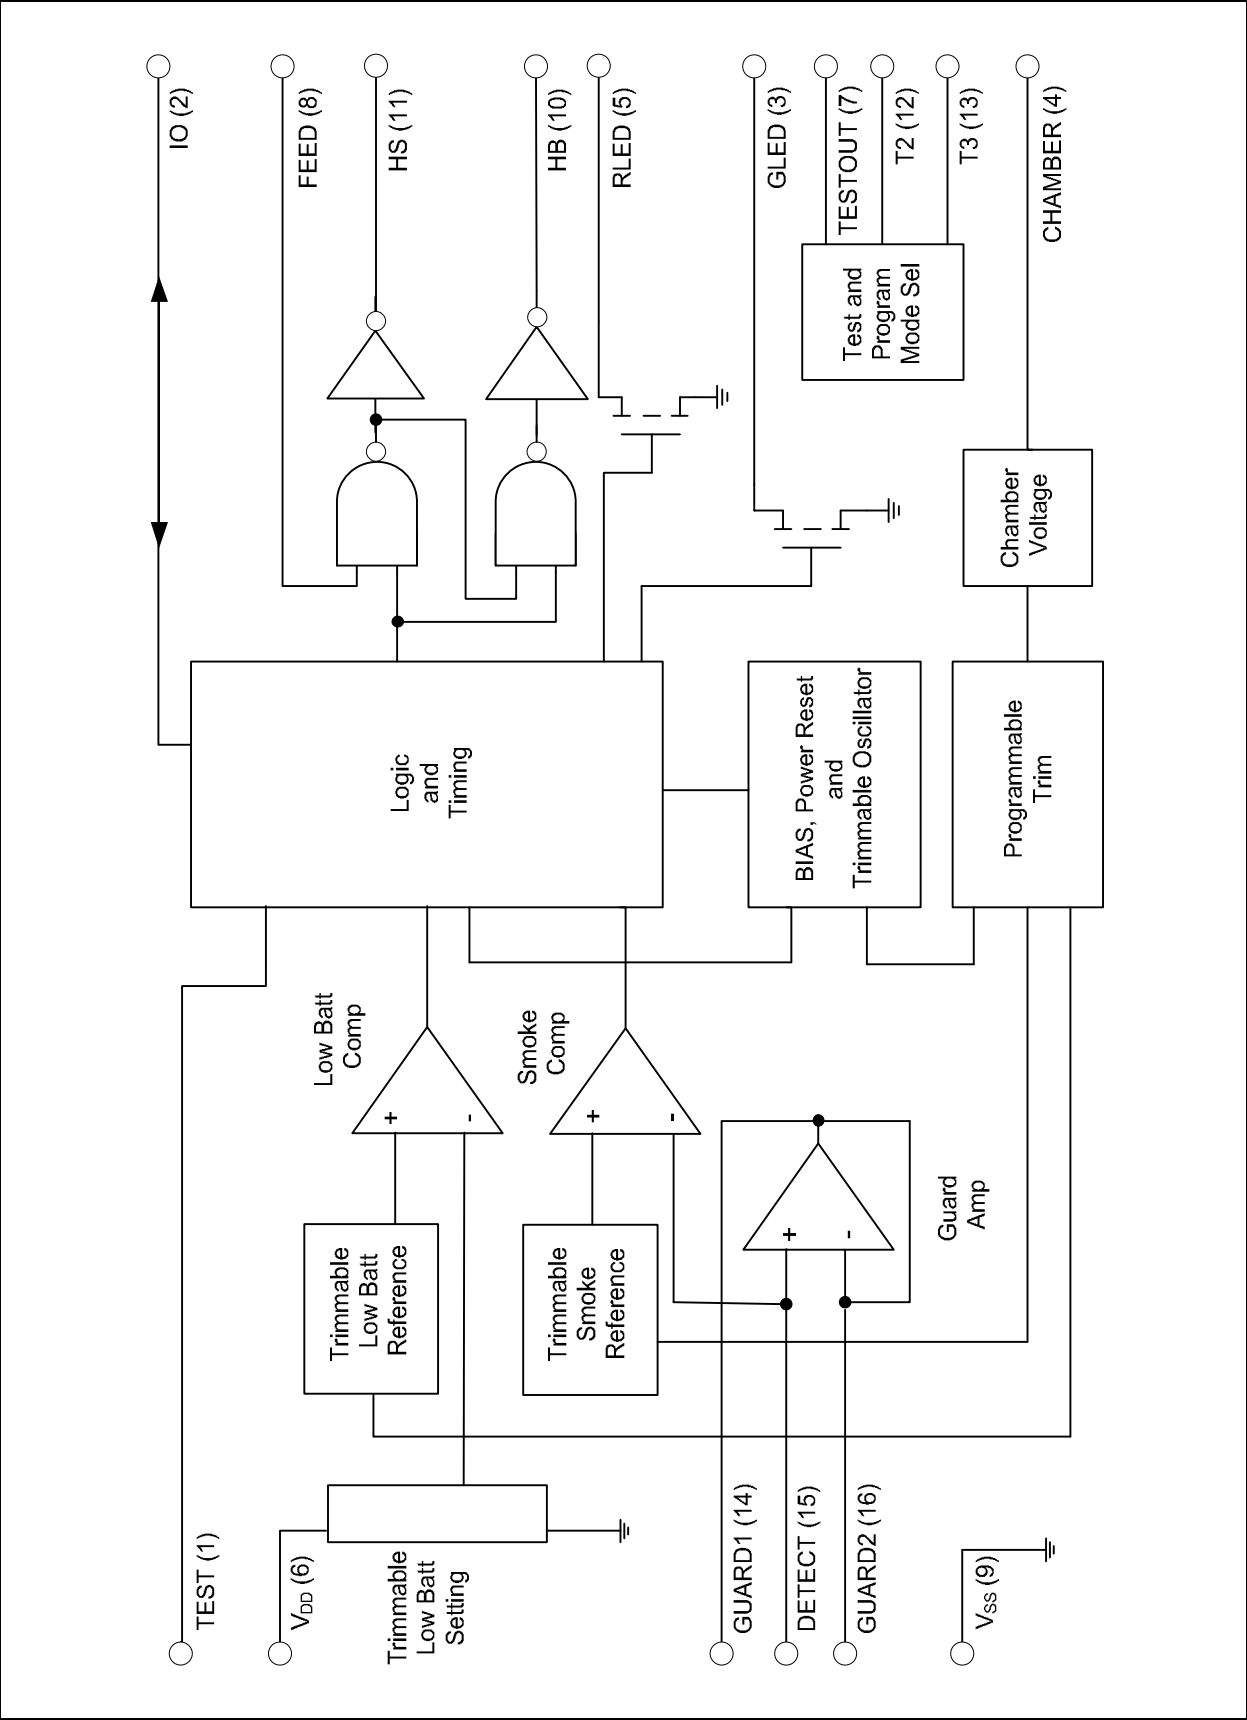 TEST (1)
VDD (6)
Trimmable
Low Batt
Setting
GUARD1 (14)
DETECT (15)
GUARD2 (16)
VSS (9)
Trimmable
Low Batt
Reference
Trimmable
Smoke
Reference
+
-
Low Batt
Comp
+
-
Smoke
Comp
+
-
Guard
Amp
Logic
and
Timing
BIAS, Power Reset
and
Trimmable Oscillator
Programmable
Trim
Chamber
Voltage
Test and
Program
Mode Sel
IO (2)
FEED (8)
HS (11)
HB (10)
RLED (5)
GLED (3)
TESTOUT (7)
T2 (12)
T3 (13)
CHAMBER (4)